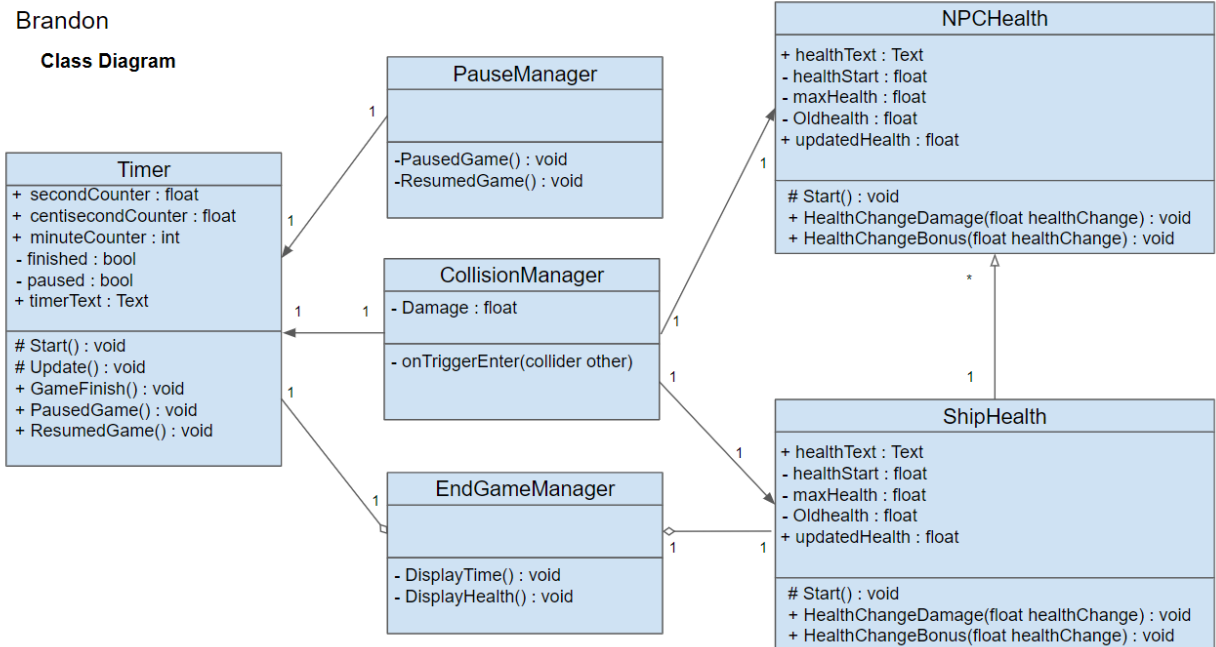 Brandon
Class Diagram
Timer
+ secondCounter : float
+ centisecondCounter : float
+ minuteCounter : int
- finished : bool
- paused : bool
+ timerText : Text
# Start() : void
# Update() : void
+ GameFinish() : void
+ PausedGame() : void
+ ResumedGame() : void
PauseManager
-PausedGame() : void
-ResumedGame() : void
1
1
CollisionManager
- Damage : float
- onTriggerEnter(collider other)
1
1
1
1
1
1
EndGameManager
- DisplayTime() : void
- DisplayHealth() : void
1
1
1
1
NPCHealth
+ healthText : Text
- healthStart : float
- maxHealth : float
- Oldhealth : float
+ updatedHealth : float
# Start() : void
+ HealthChangeDamage(float healthChange) : void
+ HealthChangeBonus(float healthChange) : void
*
1
ShipHealth
+ healthText : Text
- healthStart : float
- maxHealth : float
- Oldhealth : float
+ updatedHealth : float
# Start() : void
+ HealthChangeDamage(float healthChange) : void
+ HealthChangeBonus(float healthChange) : void